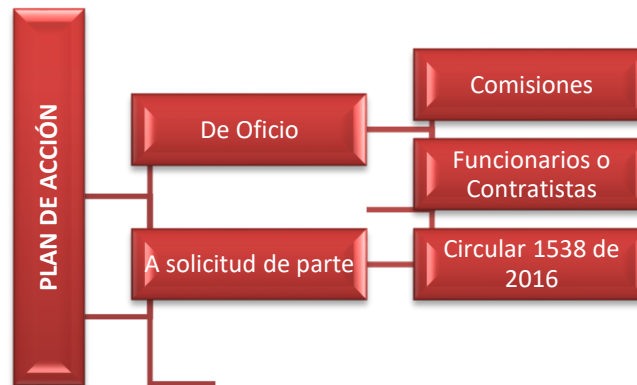 PLAN DE ACCIÓN
De Oficio
Comisiones
Funcionarios o
Contratistas
A solicitud de parte
Circular 1538 de
2016